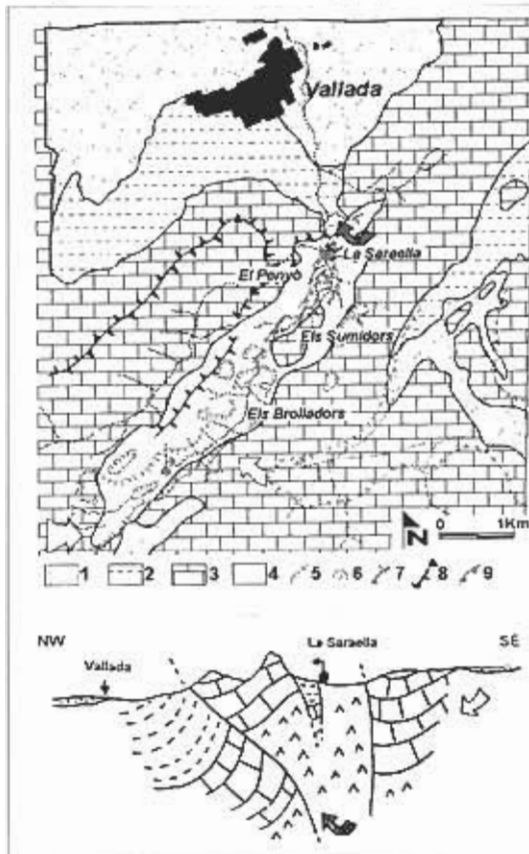 Vallada
La Saraella
El Penyó
Els Sumidors
Els Brolladors
N
0 1Km
1 2 3 4 5 6 7 8 9
NW SE
La Saraella
Vallada